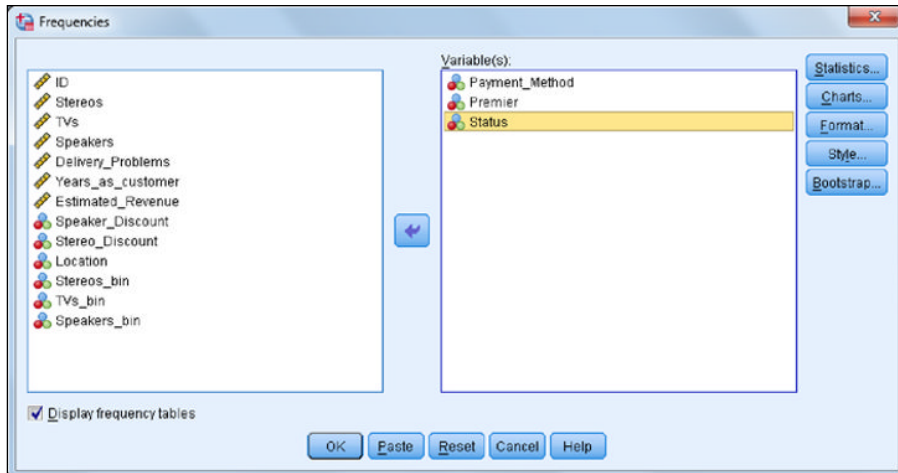 Frequencies
ID
Stereos
TVs
Speakers
Delivery_Problems
Years_as_customer
Estimated_Revenue
Speaker_Discount
Stereo_Discount
Location
Stereos_bin
TVs_bin
Speakers_bin
Display frequency tables
Variable(s):
Payment_Method
Premier
Status
Statistics...
Charts...
Format...
Style...
Bootstrap...
OK
Paste
Reset
Cancel
Help